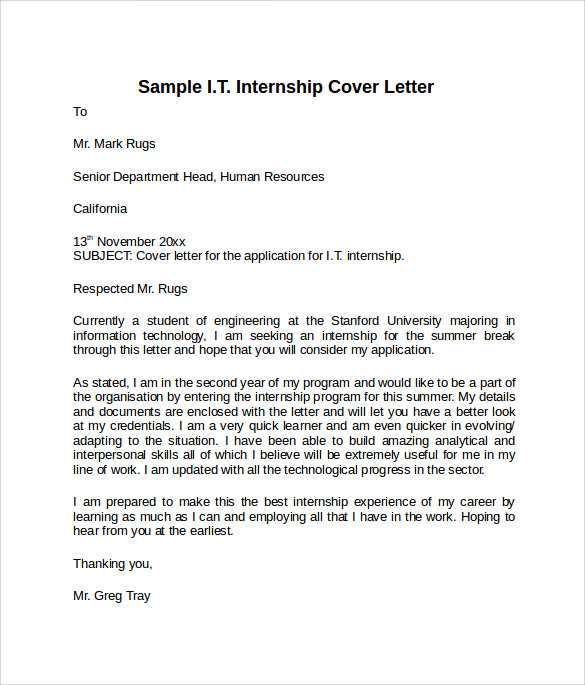 Sample I.T. Internship Cover Letter
To
Mr. Mark Rugs
Senior Department Head, Human Resources
California
13th November 20xx
SUBJECT: Cover letter for the application for I.T. internship.
Respected Mr. Rugs
Currently a student of engineering at the Stanford University majoring in
information technology, I am seeking an internship for the summer break
through this letter and hope that you will consider my application.
As stated, I am in the second year of my program and would like to be a part of
the organisation by entering the internship program for this summer. My details
and documents are enclosed with the letter and will let you have a better look
at my credentials. I am a very quick learner and am even quicker in evolving/
adapting to the situation. I have been able to build amazing analytical and
interpersonal skills all of which I believe will be extremely useful for me in my
line of work. I am updated with all the technological progress in the sector.
I am prepared to make this the best internship experience of my career by
learning as much as I can and employing all that I have in the work. Hoping to
hear from you at the earliest.
Thanking you,
Mr. Greg Tray